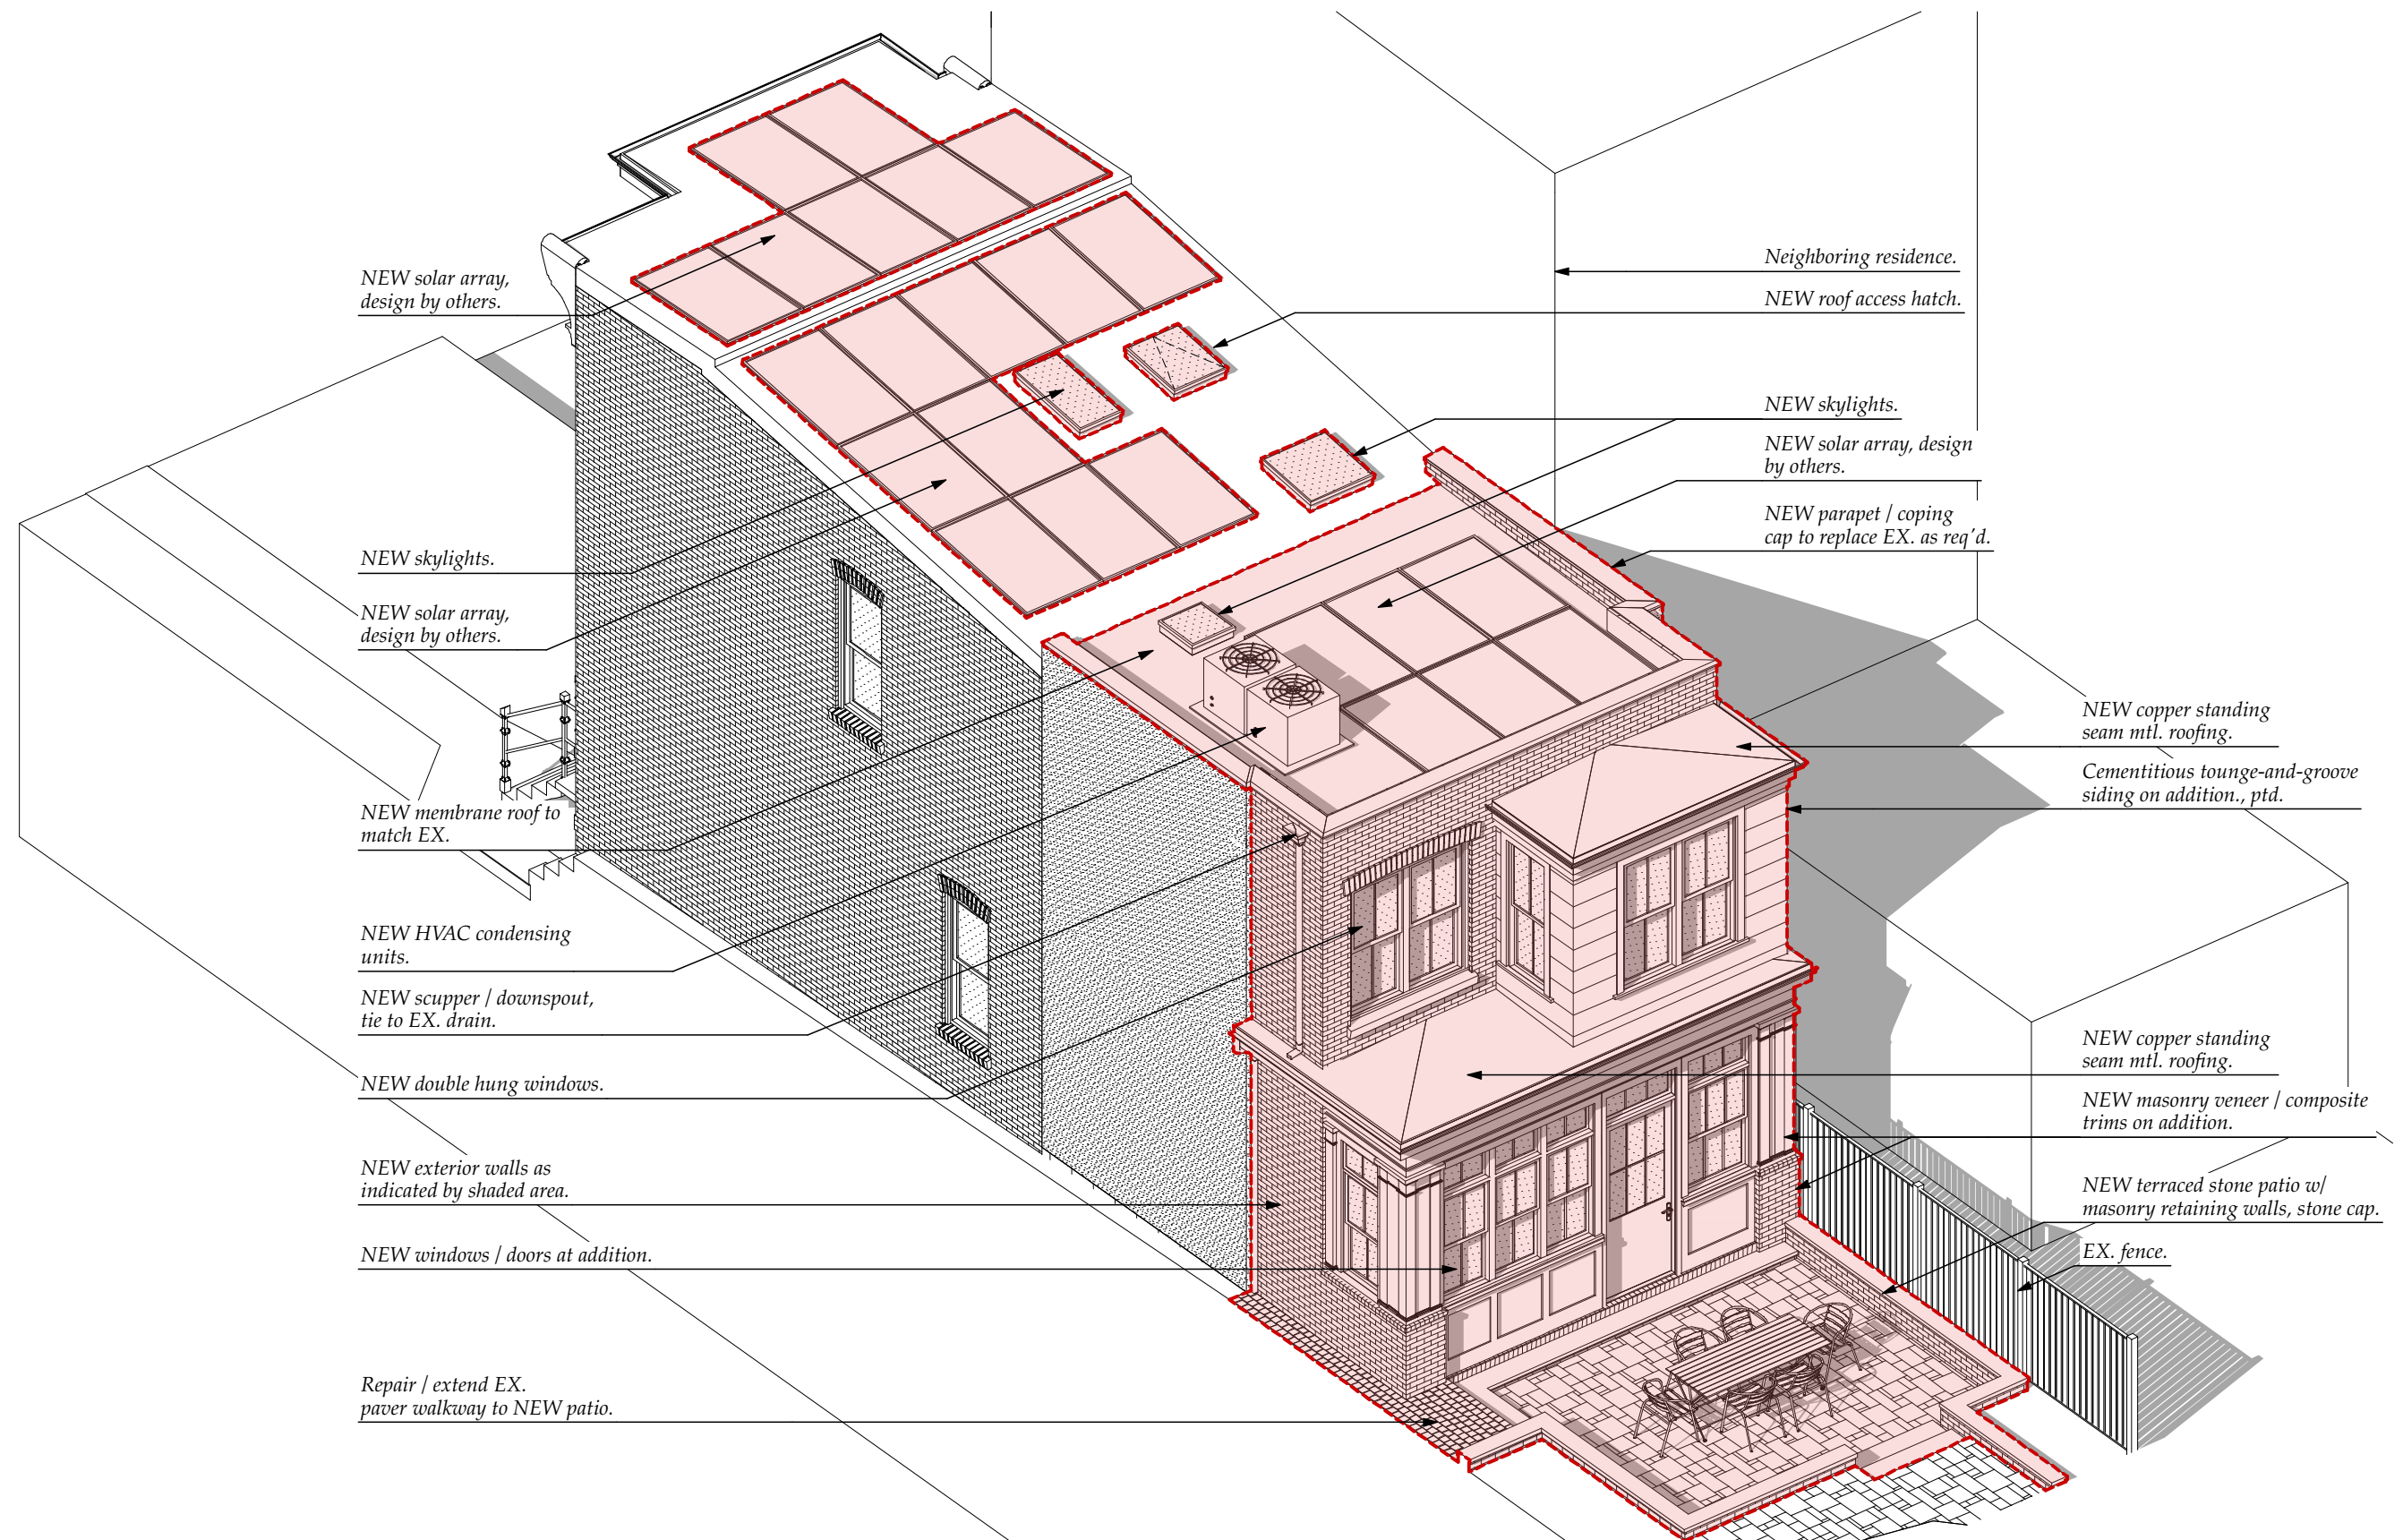 NEW solar array,
design by others.
NEW skylights.
NEW solar array,
design by others.
NEW membrane roof to
match EX.
NEW HVAC condensing
units.
NEW scupper / downspout,
tie to EX. drain.
NEW double hung windows.
NEW exterior walls as
indicated by shaded area.
NEW windows / doors at addition.
Repair / extend EX.
paver walkway to NEW patio.
Neighboring residence.
NEW roof access hatch.
NEW skylights.
NEW solar array, design
by others.
NEW parapet / coping
cap to replace EX. as req'd.
NEW copper standing
seam mtl. roofing.
Cementitious tounge-and-groove
siding on addition., ptd.
NEW copper standing
seam mtl. roofing.
NEW masonry veneer / composite
trims on addition.
NEW terraced stone patio w/
masonry retaining walls, stone cap.
EX. fence.